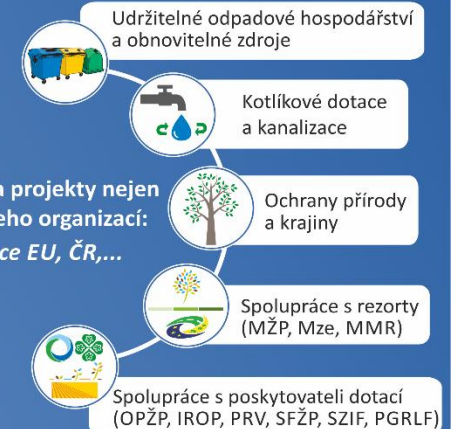 Udržitelné odpadové hospodářství
a obnovitelné zdroje
Kotlíkové dotace
a kanalizace
projekty nejen
organizací:
EU, ČR,...
Ochrany přírody
a krajiny
Spolupráce s rezorty
(MŽP, Mze, MMR)
Spolupráce s poskytovateli dotací
(OPŽP, IROP, PRV, SFŽP, SZIF, PGRLF)